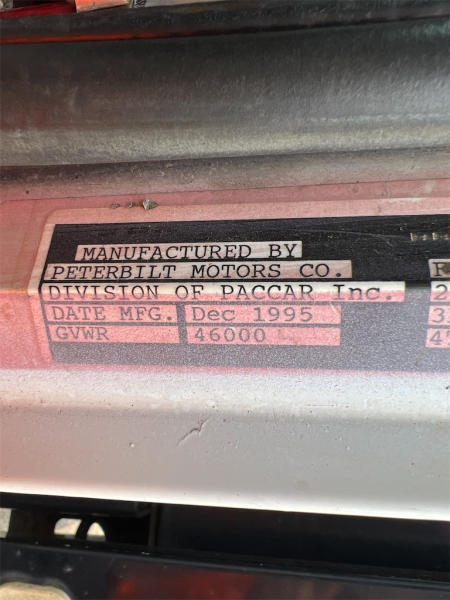 MANUFACTURED BY
PETERBILT MOTORS CO.
DIVISION OF PACCAR Inc.
DATE MFG. Dec 1995
GVWR 46000